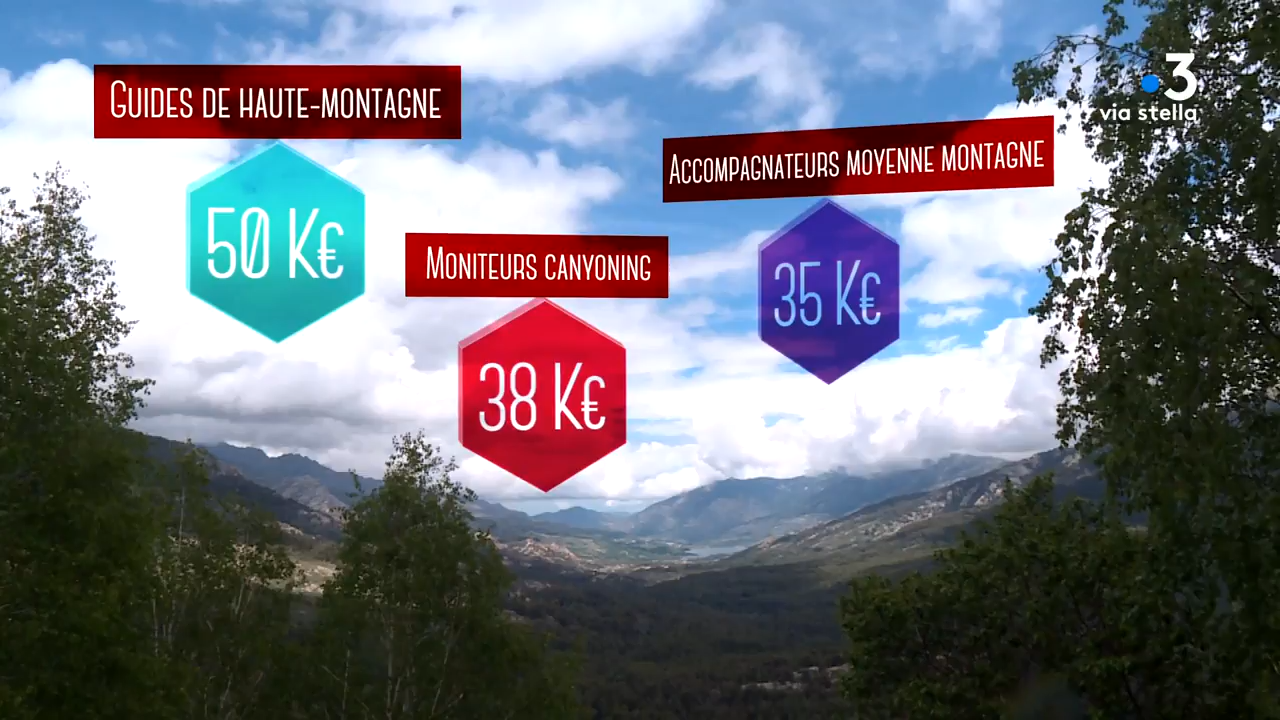 Guides de haute-montagne
50 K€
Moniteurs canyoning
38 K€
Accompagnateurs moyenne montagne
35 K€
3
via stella